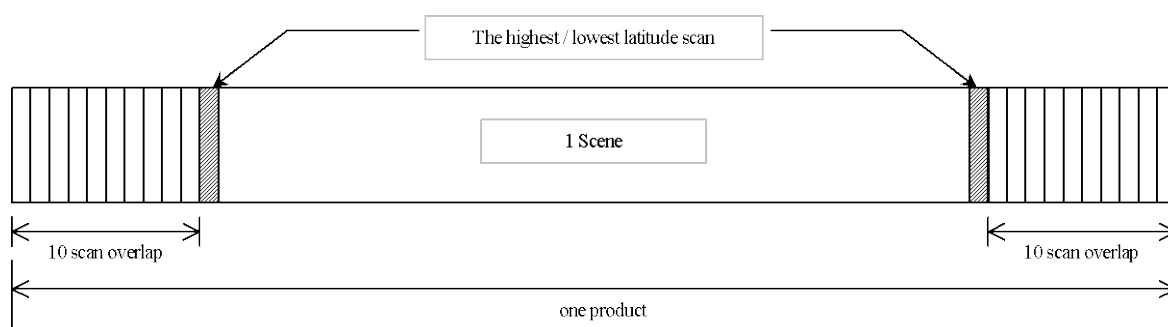 The highest / lowest latitude scan
1 Scene
10 scan overlap
10 scan overlap
one product